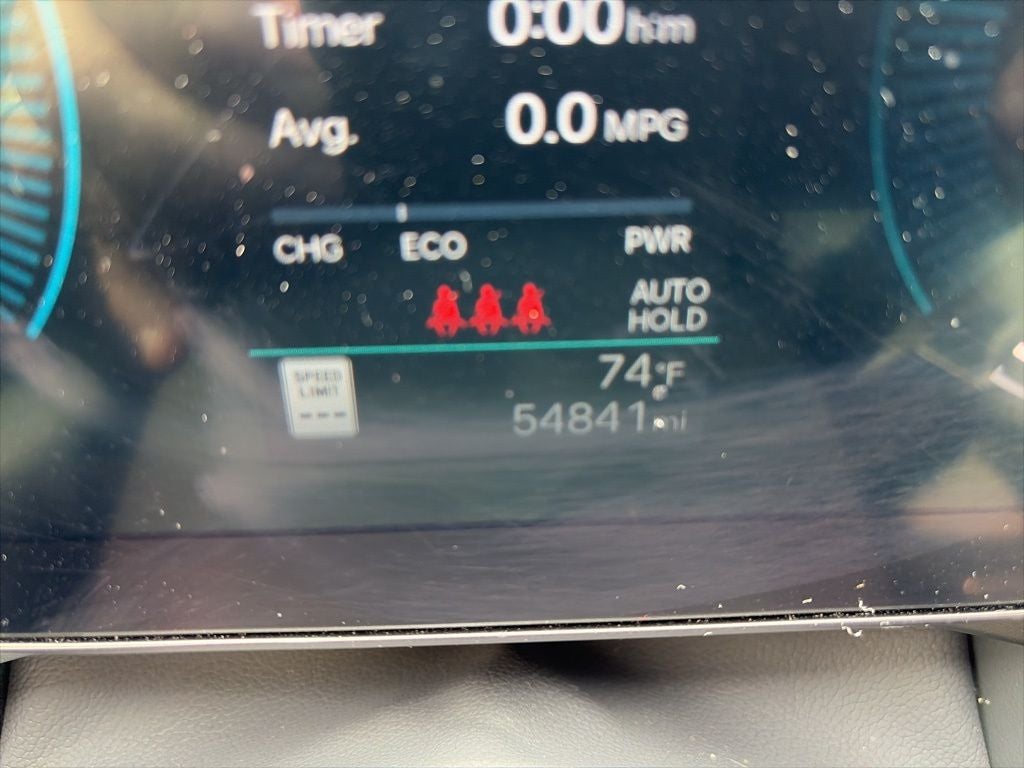 Timer 0:00 h:m
Avg. 0.0 MPG
CHG ECO PWR
AUTO
HOLD
SPEED
LIMIT
---
74°F
54841 mi